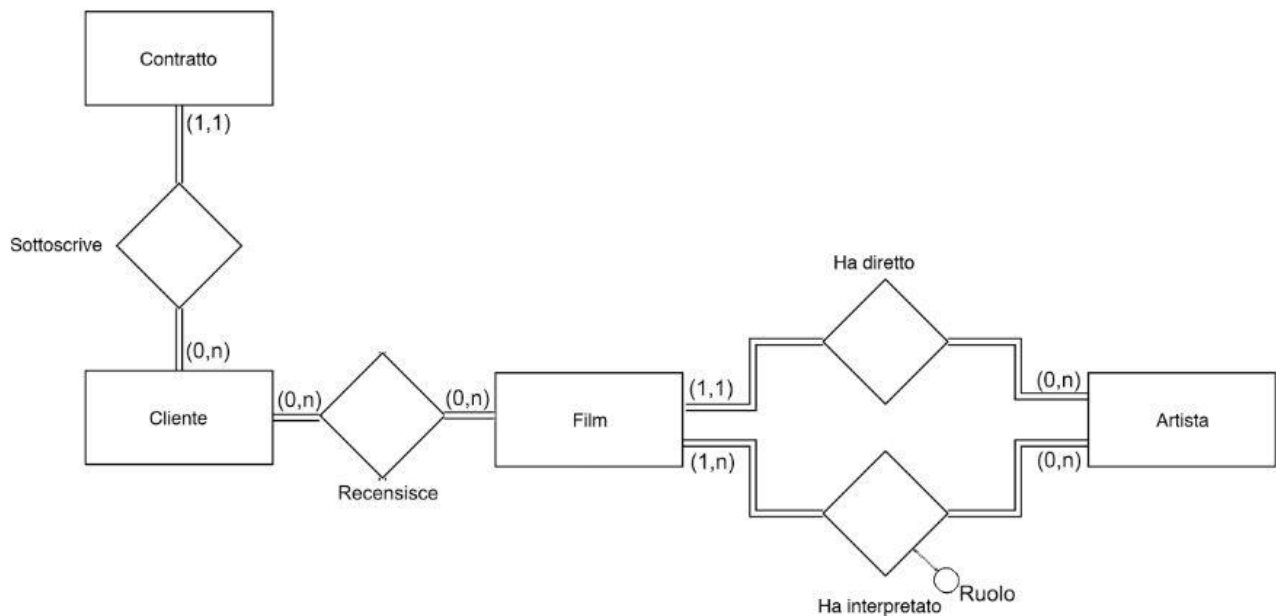 Contratto
(1,1)
Sottoscrive
(0,n)
Cliente
(0,n)
Recensisce
(0,n)
Film
(1,1)
(1,n)
Ha diretto
(0,n)
Artista
(0,n)
Ha interpretato
Ruolo